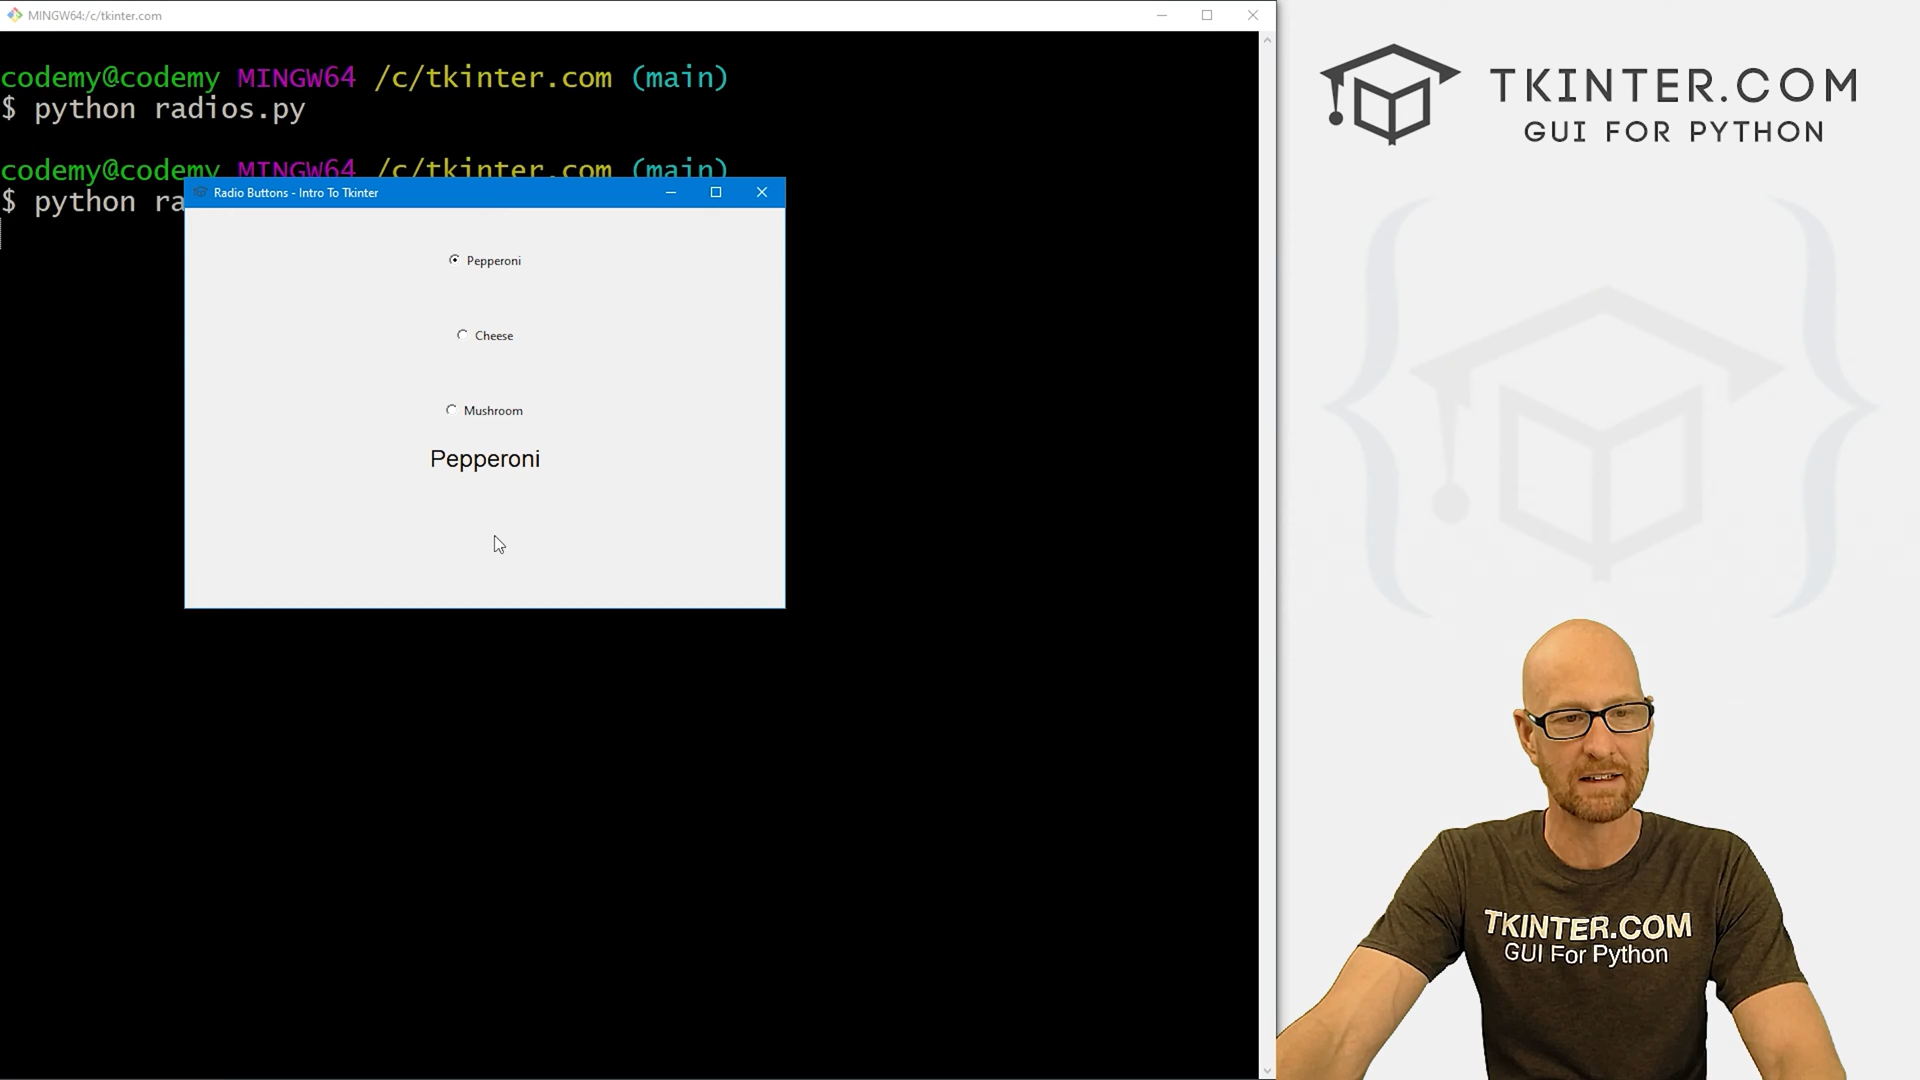 MINGW64:/c/tkinter.com
codemy@codemy MINGW64 /c/tkinter.com (main)
$ python radios.py
codemy@codemy MINGW64 /c/tkinter.com (main)
$ python ra
Radio Buttons - Intro To Tkinter
Pepperoni
Cheese
Mushroom
Pepperoni
TKINTER.COM
GUI FOR PYTHON
TKINTER.COM
GUI For Python